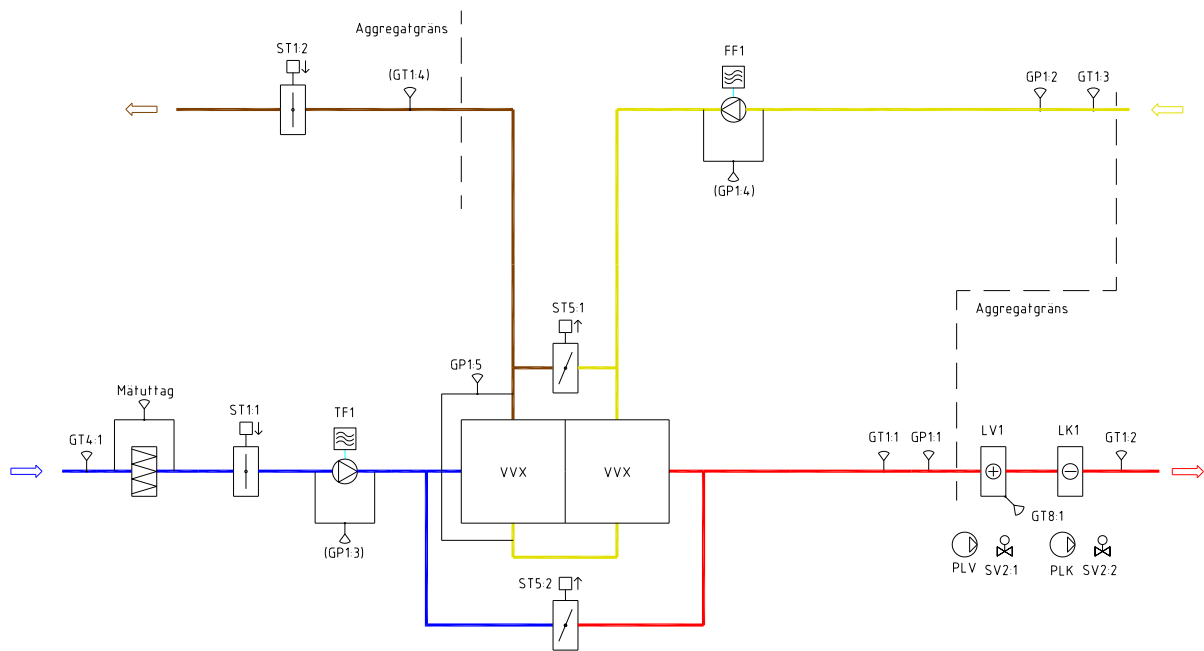 Aggregatgräns
ST1:2
(GT1:4)
FF1
GP1:2
GT1:3
(GP1:4)
ST5:1
Aggregatgräns
GP1:5
Mätuttag
ST1:1
TF1
GT4:1
GT1:1
GP1:1
LV1
LK1
GT1:2
VVX
VVX
GT8:1
(GP1:3)
PLV
SV2:1
PLK
SV2:2
ST5:2